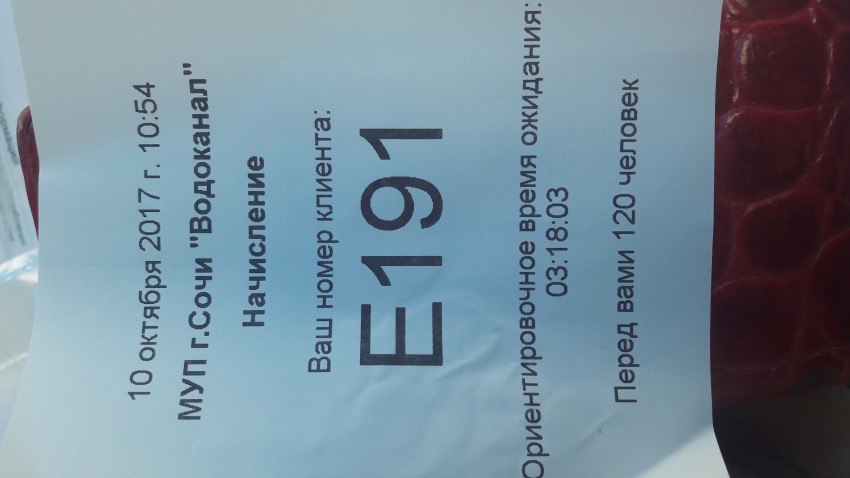 10 октября 2017 г. 10:54
МУП г.Сочи "Водоканал"
Начисление
Ваш номер клиента:
E191
Ориентировочное время ожидания:
03:18:03
Перед вами 120 человек